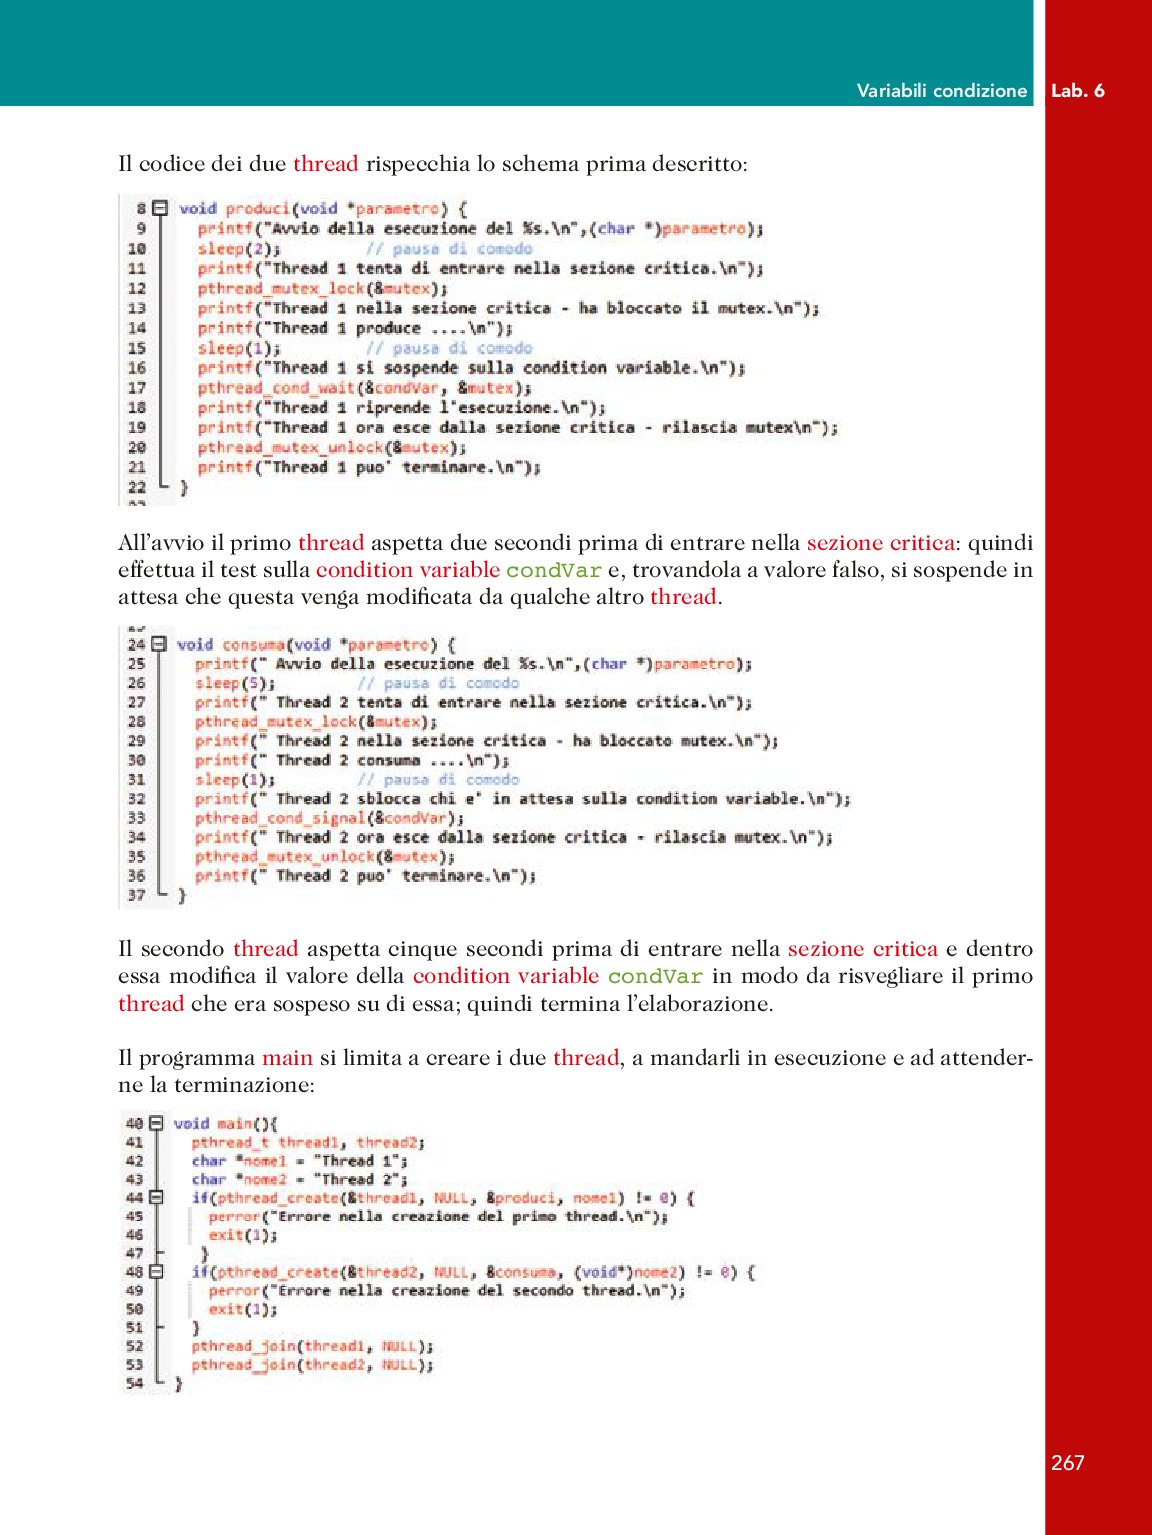 Variabili condizione Lab. 6
Il codice dei due thread rispecchia lo schema prima descritto:
8 void produci(void *parametro) {
9 printf("Avvio della esecuzione del %s.\n",(char *)parametro);
10 sleep(2); // pausa di comodo
11 printf("Thread 1 tenta di entrare nella sezione critica.\n");
12 pthread_mutex_lock(&mutex);
13 printf("Thread 1 nella sezione critica - ha bloccato il mutex.\n");
14 printf("Thread 1 produce ....\n");
15 sleep(1); // pausa di comodo
16 printf("Thread 1 si sospende sulla condition variable.\n");
17 pthread_cond_wait(&condVar, &mutex);
18 printf("Thread 1 riprende l'esecuzione.\n");
19 printf("Thread 1 ora esce dalla sezione critica - rilascia mutex\n");
20 pthread_mutex_unlock(&mutex);
21 printf("Thread 1 puo' terminare.\n");
22 }
All'avvio il primo thread aspetta due secondi prima di entrare nella sezione critica: quindi
effettua il test sulla condition variable condVar e, trovandola a valore falso, si sospende in
attesa che questa venga modificata da qualche altro thread.
24 void consuma(void *parametro) {
25 printf(" Avvio della esecuzione del %s.\n",(char *)parametro);
26 sleep(5); // pausa di comodo
27 printf(" Thread 2 tenta di entrare nella sezione critica.\n");
28 pthread_mutex_lock(&mutex);
29 printf(" Thread 2 nella sezione critica - ha bloccato mutex.\n");
30 printf(" Thread 2 consuma ....\n");
31 sleep(1); // pausa di comodo
32 printf(" Thread 2 sblocca chi e' in attesa sulla condition variable.\n");
33 pthread_cond_signal(&condVar);
34 printf(" Thread 2 ora esce dalla sezione critica - rilascia mutex.\n");
35 pthread_mutex_unlock(&mutex);
36 printf(" Thread 2 puo' terminare.\n");
37 }
Il secondo thread aspetta cinque secondi prima di entrare nella sezione critica e dentro
essa modifica il valore della condition variable condVar in modo da risvegliare il primo
thread che era sospeso su di essa; quindi termina l'elaborazione.
Il programma main si limita a creare i due thread, a mandarli in esecuzione e ad attender-
ne la terminazione:
40 void main(){
41 pthread_t thread1, thread2;
42 char *nome1 = "Thread 1";
43 char *nome2 = "Thread 2";
44 if(pthread_create(&thread1, NULL, &produci, nome1) != 0) {
45 perror("Errore nella creazione del primo thread.\n");
46 exit(1);
47 }
48 if(pthread_create(&thread2, NULL, &consuma, (void*)nome2) != 0) {
49 perror("Errore nella creazione del secondo thread.\n");
50 exit(1);
51 }
52 pthread_join(thread1, NULL);
53 pthread_join(thread2, NULL);
54 }
267